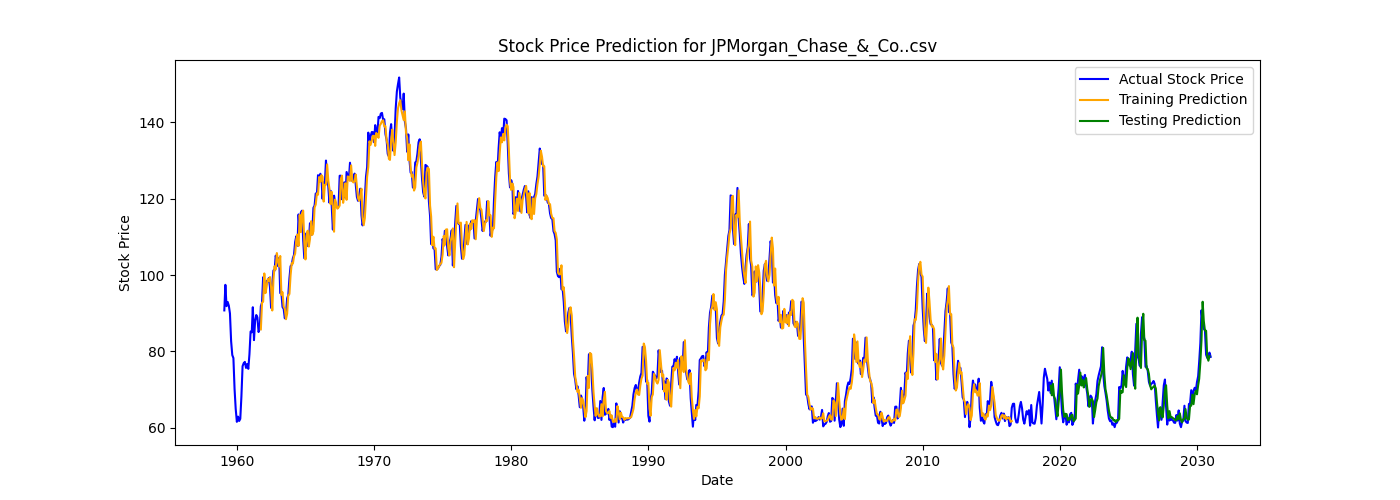 Stock Price Prediction for JPMorgan_Chase_&_Co..csv
Actual Stock Price
Training Prediction
Testing Prediction
Stock Price
140
120
100
80
60
1960 1970 1980 1990 2000 2010 2020 2030
Date